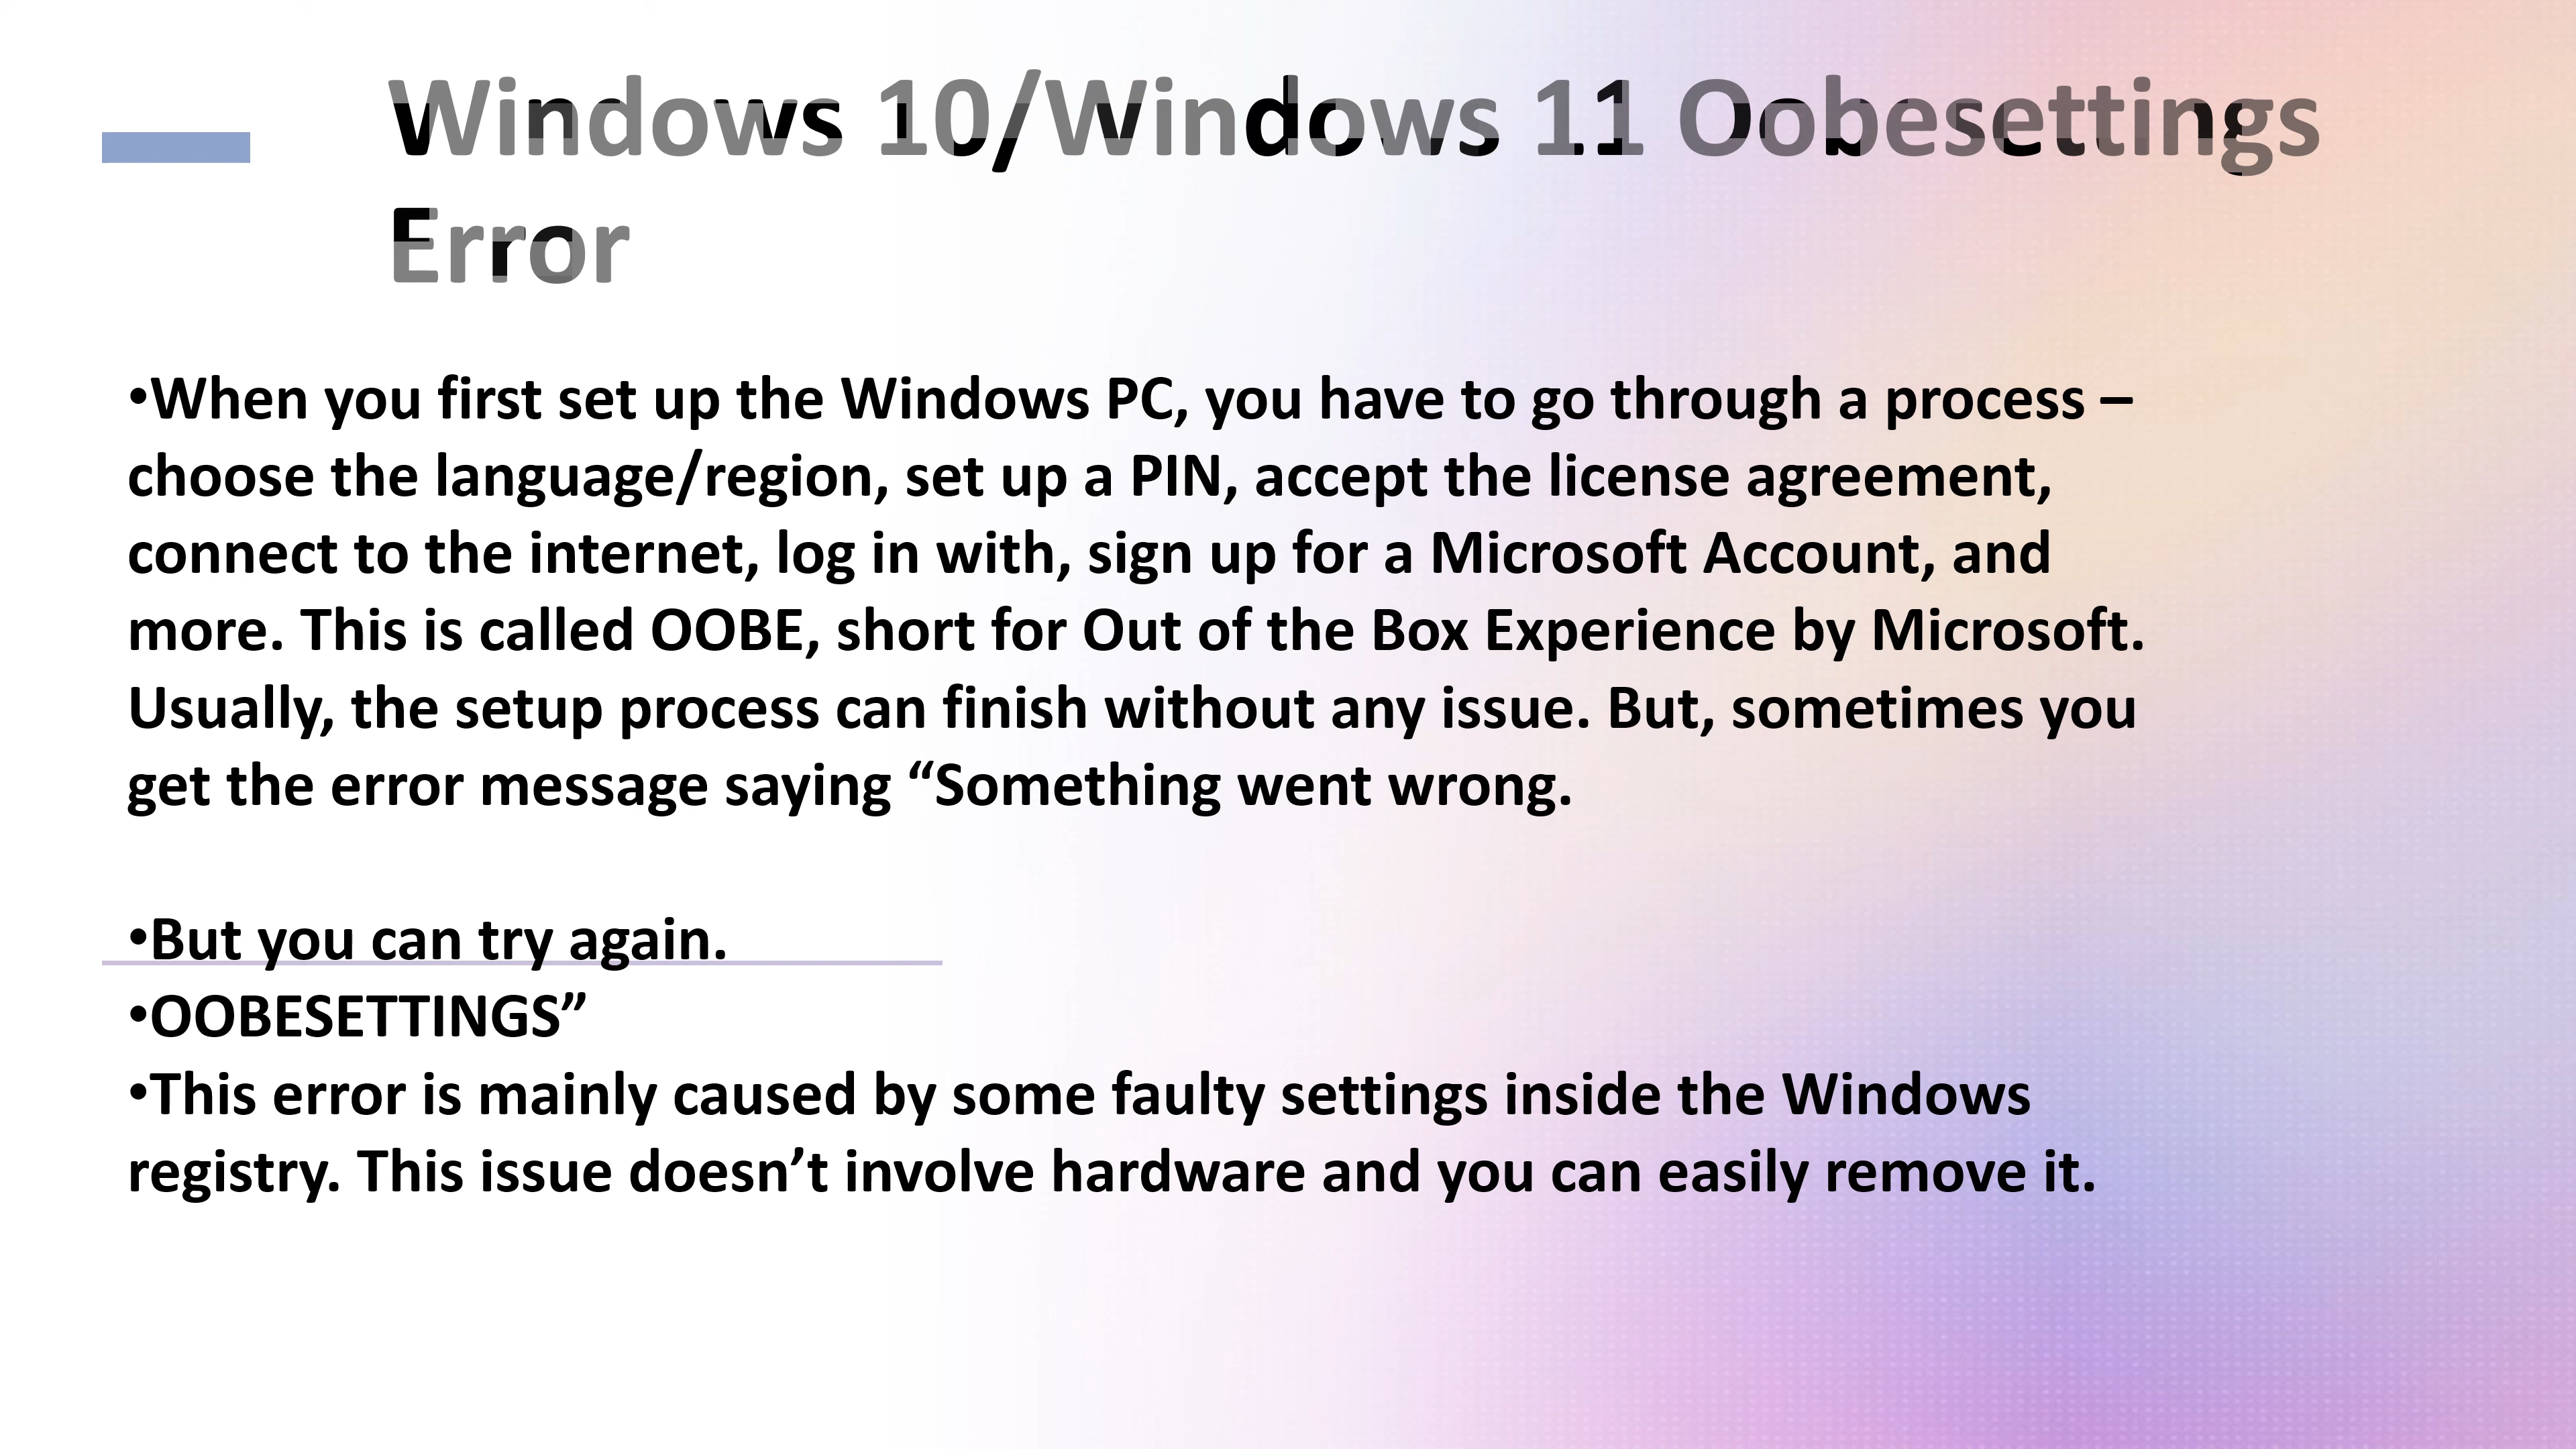 Windows 10/Windows 11 Oobesettings
Error
•When you first set up the Windows PC, you have to go through a process –
choose the language/region, set up a PIN, accept the license agreement,
connect to the internet, log in with, sign up for a Microsoft Account, and
more. This is called OOBE, short for Out of the Box Experience by Microsoft.
Usually, the setup process can finish without any issue. But, sometimes you
get the error message saying “Something went wrong.
•But you can try again.
•OOBESETTINGS”
•This error is mainly caused by some faulty settings inside the Windows
registry. This issue doesn’t involve hardware and you can easily remove it.